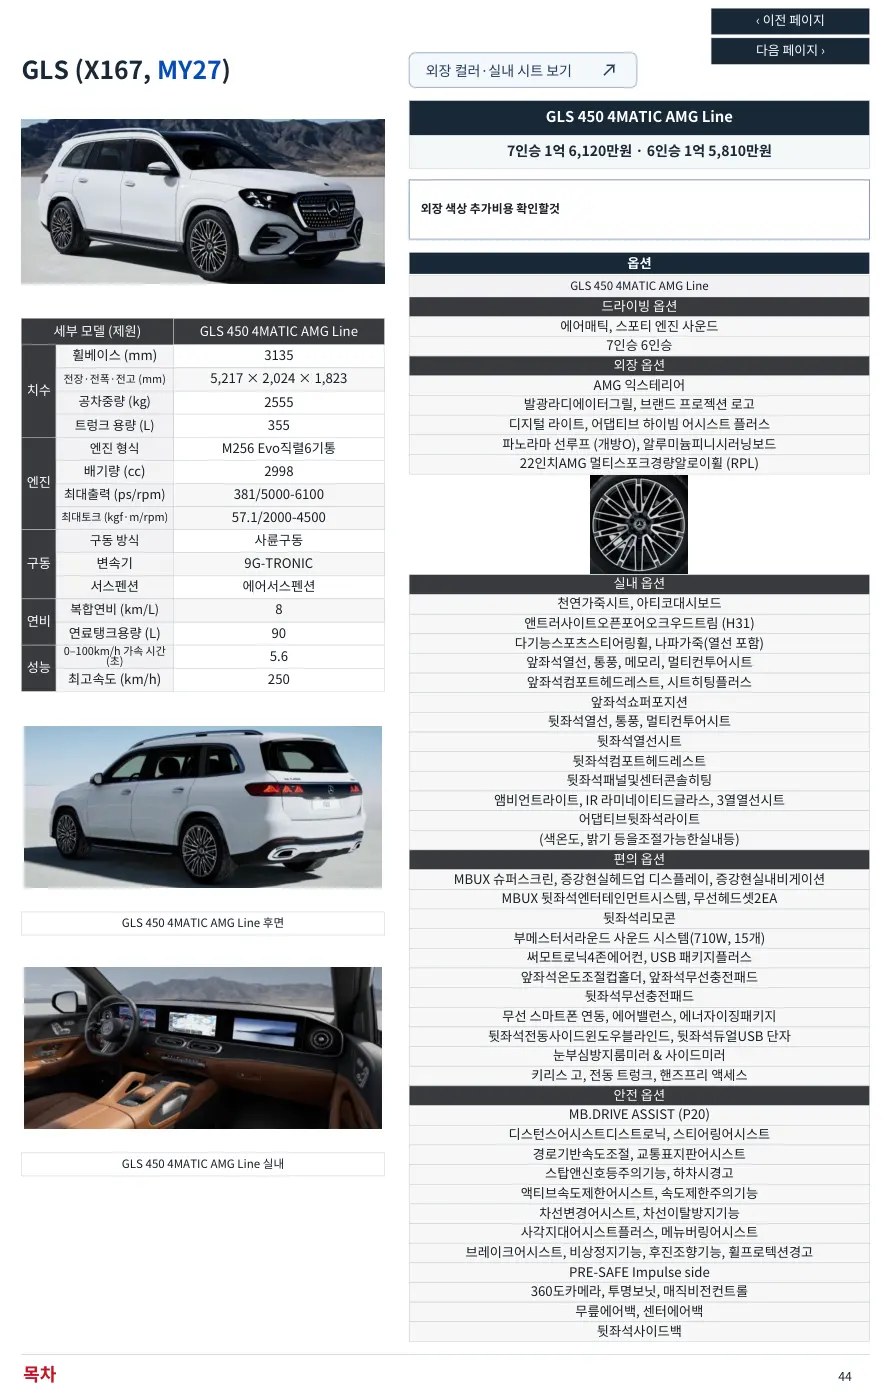 ‹ 이전 페이지
다음 페이지 ›
GLS (X167, MY27)
외장 컬러·실내 시트 보기
세부 모델 (제원) GLS 450 4MATIC AMG Line
치수
휠베이스 (mm) 3135
전장·전폭·전고 (mm) 5,217 × 2,024 × 1,823
공차중량 (kg) 2555
트렁크 용량 (L) 355
엔진
엔진 형식 M256 Evo직렬6기통
배기량 (cc) 2998
최대출력 (ps/rpm) 381/5000-6100
최대토크 (kgf·m/rpm) 57.1/2000-4500
구동
구동 방식 사륜구동
변속기 9G-TRONIC
서스펜션 에어서스펜션
연비
복합연비 (km/L) 8
연료탱크용량 (L) 90
성능
0–100km/h 가속 시간
(초) 5.6
최고속도 (km/h) 250
GLS 450 4MATIC AMG Line 후면
GLS 450 4MATIC AMG Line 실내
GLS 450 4MATIC AMG Line
7인승 1억 6,120만원 · 6인승 1억 5,810만원
외장 색상 추가비용 확인할것
옵션
GLS 450 4MATIC AMG Line
드라이빙 옵션
에어매틱, 스포티 엔진 사운드
7인승 6인승
외장 옵션
AMG 익스테리어
발광라디에이터그릴, 브랜드 프로젝션 로고
디지털 라이트, 어댑티브 하이빔 어시스트 플러스
파노라마 선루프 (개방O), 알루미늄피니시러닝보드
22인치AMG 멀티스포크경량알로이휠 (RPL)
실내 옵션
천연가죽시트, 아티코대시보드
앤트러사이트오픈포어오크우드트림 (H31)
다기능스포츠스티어링휠, 나파가죽(열선 포함)
앞좌석열선, 통풍, 메모리, 멀티컨투어시트
앞좌석컴포트헤드레스트, 시트히팅플러스
앞좌석쇼퍼포지션
뒷좌석열선, 통풍, 멀티컨투어시트
뒷좌석열선시트
뒷좌석컴포트헤드레스트
뒷좌석패널및센터콘솔히팅
앰비언트라이트, IR 라미네이티드글라스, 3열열선시트
어댑티브뒷좌석라이트
(색온도, 밝기 등을조절가능한실내등)
편의 옵션
MBUX 슈퍼스크린, 증강현실헤드업 디스플레이, 증강현실내비게이션
MBUX 뒷좌석엔터테인먼트시스템, 무선헤드셋2EA
뒷좌석리모콘
부메스터서라운드 사운드 시스템(710W, 15개)
써모트로닉4존에어컨, USB 패키지플러스
앞좌석온도조절컵홀더, 앞좌석무선충전패드
뒷좌석무선충전패드
무선 스마트폰 연동, 에어밸런스, 에너자이징패키지
뒷좌석전동사이드윈도우블라인드, 뒷좌석듀얼USB 단자
눈부심방지룸미러 & 사이드미러
키리스 고, 전동 트렁크, 핸즈프리 액세스
안전 옵션
MB.DRIVE ASSIST (P20)
디스턴스어시스트디스트로닉, 스티어링어시스트
경로기반속도조절, 교통표지판어시스트
스탑앤신호등주의기능, 하차시경고
액티브속도제한어시스트, 속도제한주의기능
차선변경어시스트, 차선이탈방지기능
사각지대어시스트플러스, 메뉴버링어시스트
브레이크어시스트, 비상정지기능, 후진조향기능, 휠프로텍션경고
PRE-SAFE Impulse side
360도카메라, 투명보닛, 매직비전컨트롤
무릎에어백, 센터에어백
뒷좌석사이드백
목차
44